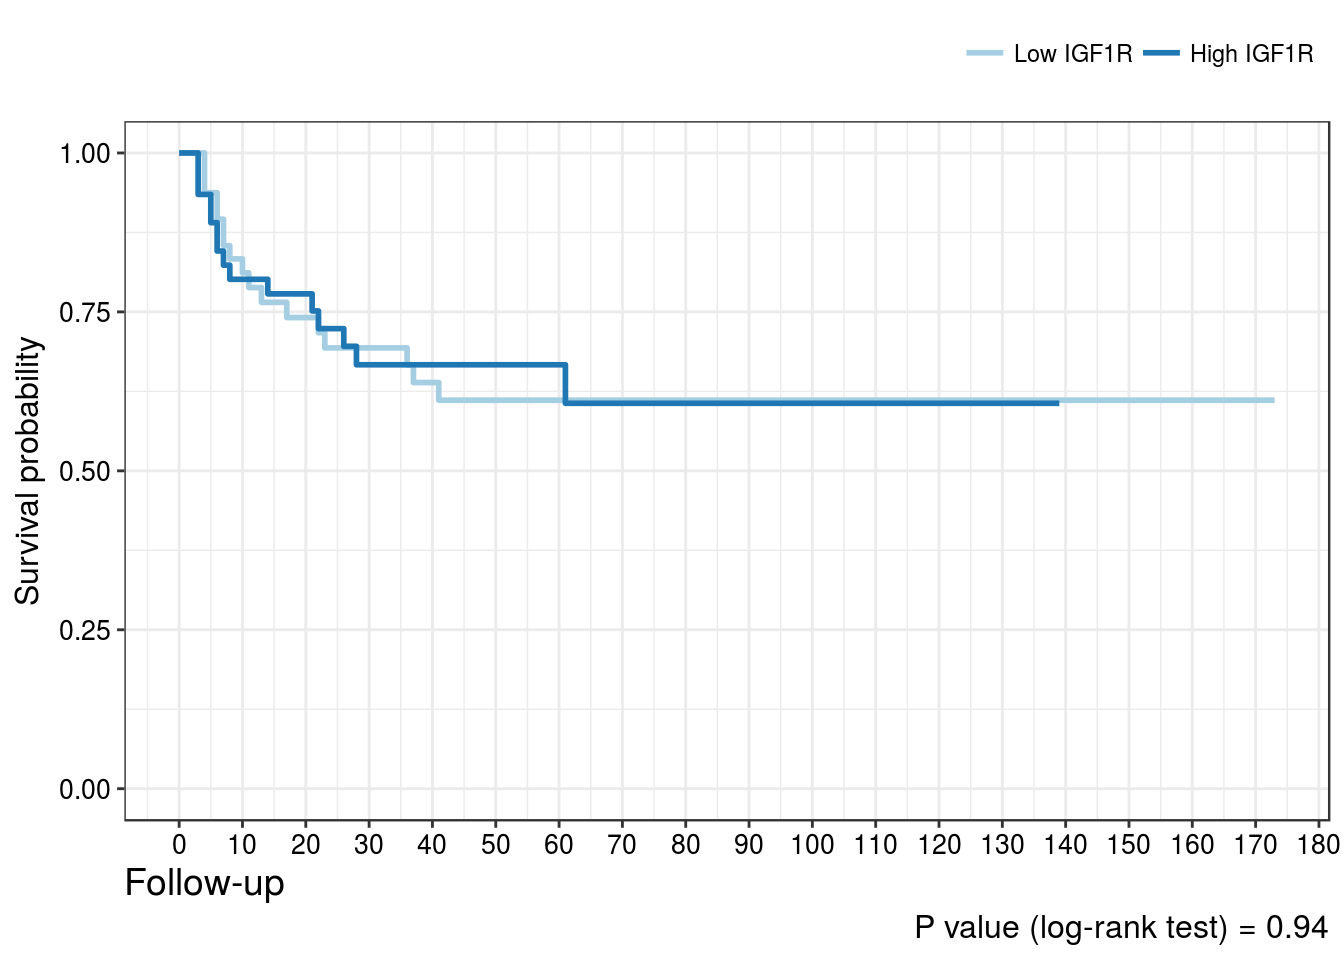 Low IGF1R High IGF1R
1.00
0.75
0.50
0.25
0.00
Survival probability
0 10 20 30 40 50 60 70 80 90 100 110 120 130 140 150 160 170 180
Follow-up
P value (log-rank test) = 0.94